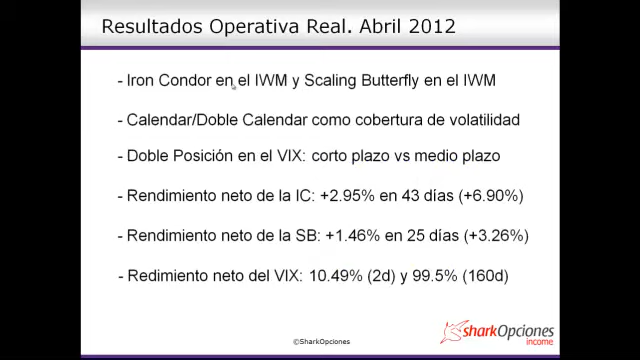 Resultados Operativa Real. Abril 2012
- Iron Condor en el IWM y Scaling Butterfly en el IWM
- Calendar/Doble Calendar como cobertura de volatilidad
- Doble Posición en el VIX: corto plazo vs medio plazo
- Rendimiento neto de la IC: +2.95% en 43 días (+6.90%)
- Rendimiento neto de la SB: +1.46% en 25 días (+3.26%)
- Redimiento neto del VIX: 10.49% (2d) y 99.5% (160d)
©SharkOpciones
sharkOpciones
income